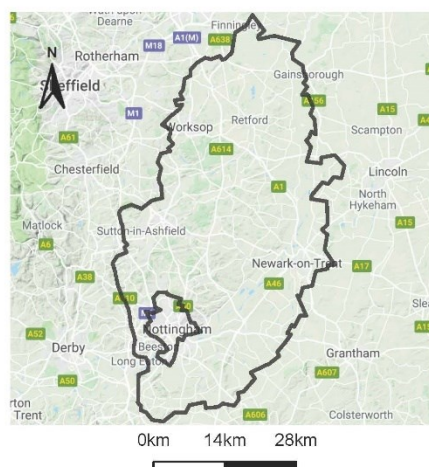 Dearne
Finningle
A1(M)
A638
M18
Rotherham
N
Gainsborough
Sheffield
A156
M1
A15
Worksop
Retford
A61
Scampton
A614
Chesterfield
Lincoln
A1
North
Hykeham
A15
Matlock
Sutton-in-Ashfield
A6
Newark-on-Trent
A17
A38
A46
Slea
A52
Nottingham
Derby
Beeston
Long Eaton
Grantham
A50
A607
Trent
A606
Colsterworth
0km 14km 28km